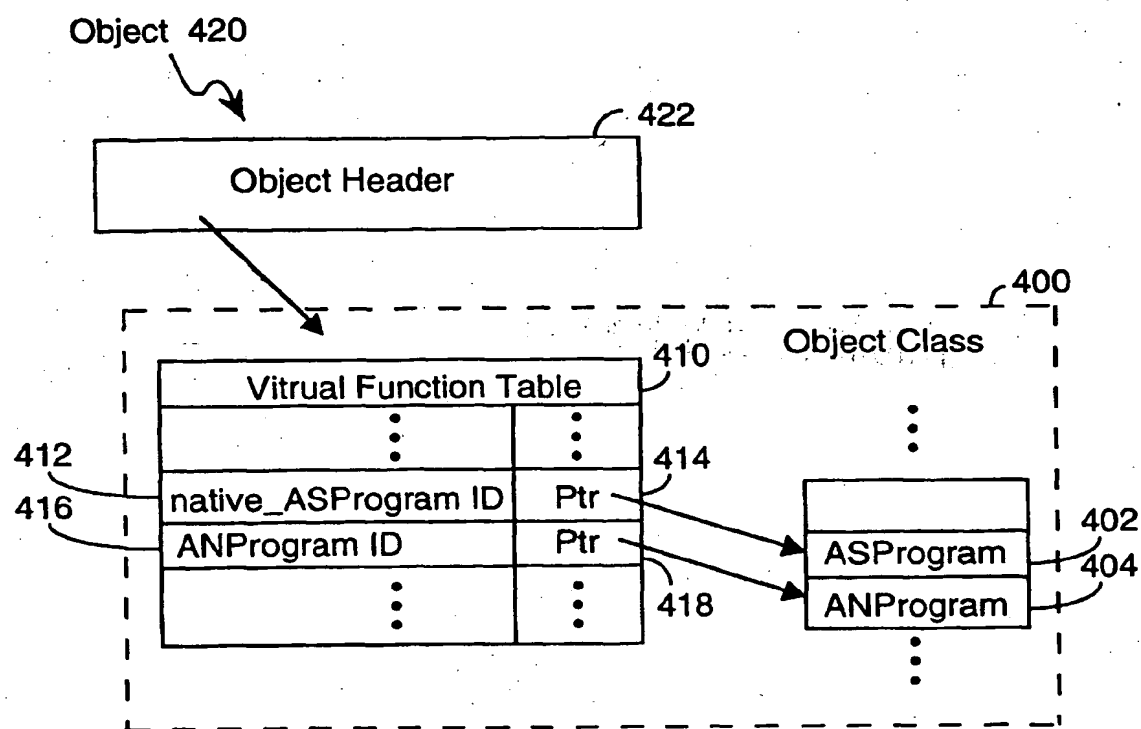 Object 420
422
Object Header
400
Object Class
410
Vitrual Function Table
412
414
native_ASProgram ID Ptr
416
ANProgram ID Ptr
418
ASProgram
402
ANProgram
404